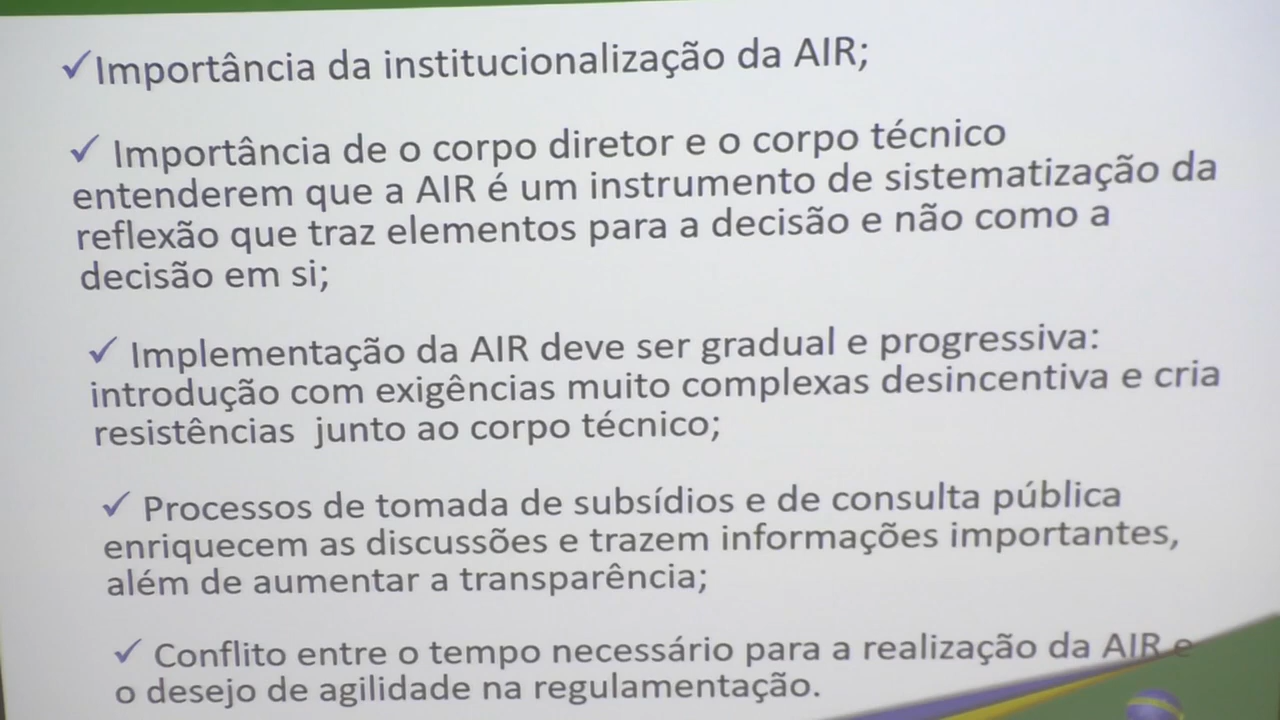 ✓Importância da institucionalização da AIR;
✓ Importância de o corpo diretor e o corpo técnico
entenderem que a AIR é um instrumento de sistematização da
reflexão que traz elementos para a decisão e não como a
decisão em si;
✓ Implementação da AIR deve ser gradual e progressiva:
introdução com exigências muito complexas desincentiva e cria
resistências junto ao corpo técnico;
✓ Processos de tomada de subsídios e de consulta pública
enriquecem as discussões e trazem informações importantes,
além de aumentar a transparência;
✓ Conflito entre o tempo necessário para a realização da AIR e
o desejo de agilidade na regulamentação.